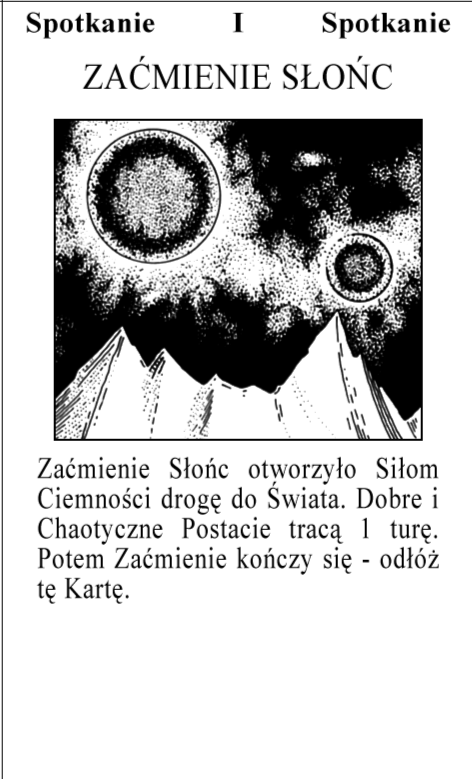 Spotkanie I Spotkanie
ZAĆMIENIE SŁOŃC
Zaćmienie Słońc otworzyło Siłom
Ciemności drogę do Świata. Dobre i
Chaotyczne Postacie tracą 1 turę.
Potem Zaćmienie kończy się - odłóż
tę Kartę.